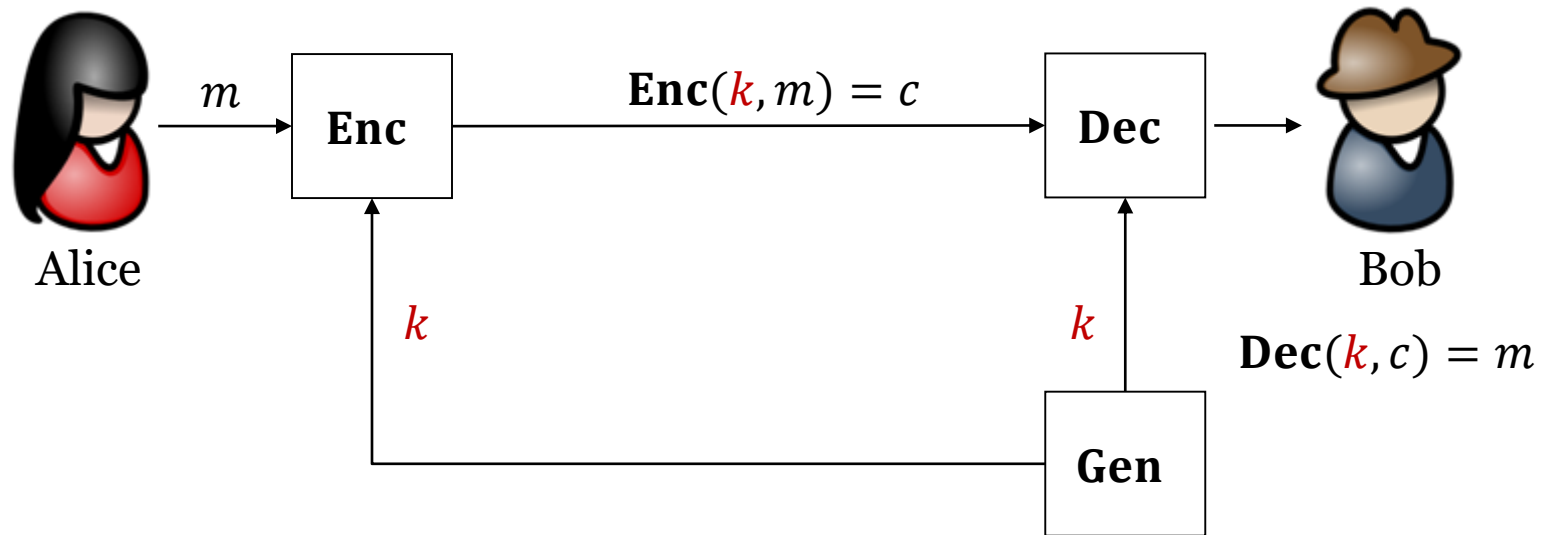 m
Enc(k, m) = c
Enc
Dec
Alice
Bob
k
k
Dec(k, c) = m
Gen